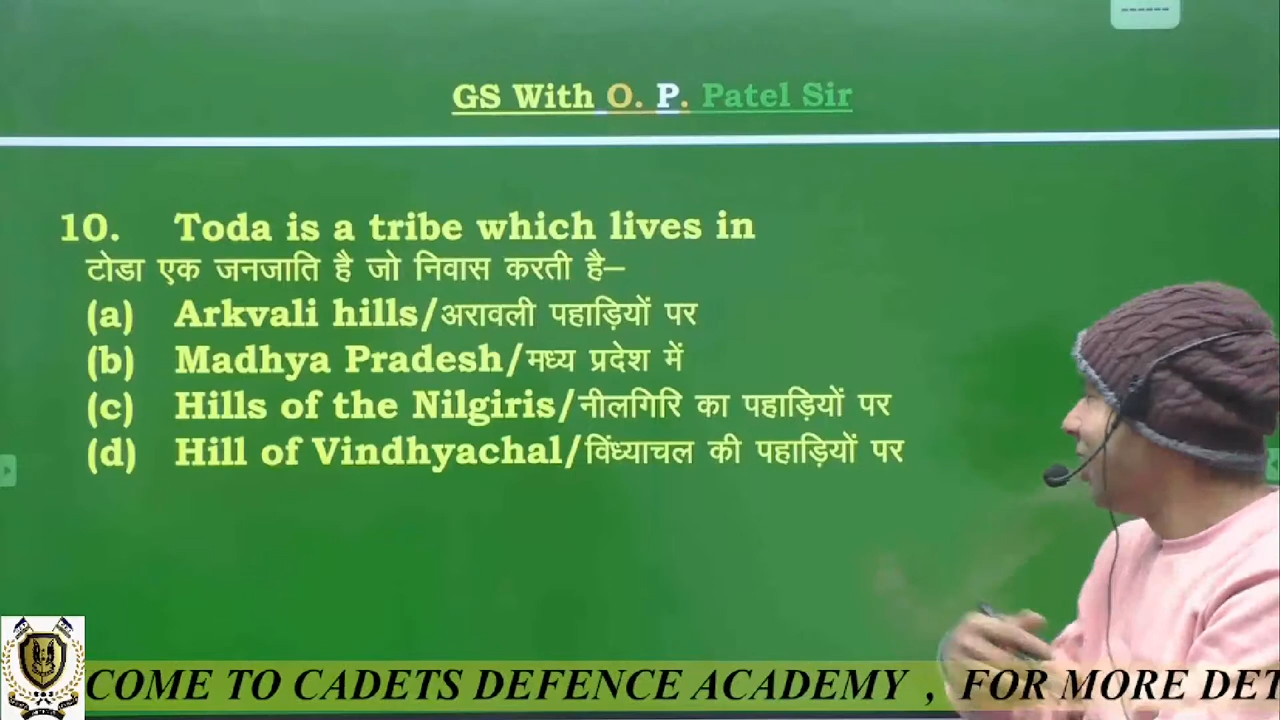 GS With O. P. Patel Sir
10. Toda is a tribe which lives in
टोडा एक जनजाति है जो निवास करती है–
(a) Arkvali hills/अरावली पहाड़ियों पर
(b) Madhya Pradesh/मध्य प्रदेश में
(c) Hills of the Nilgiris/नीलगिरि का पहाड़ियों पर
(d) Hill of Vindhyachal/विंध्याचल की पहाड़ियों पर
COME TO CADETS DEFENCE ACADEMY , FOR MORE DET